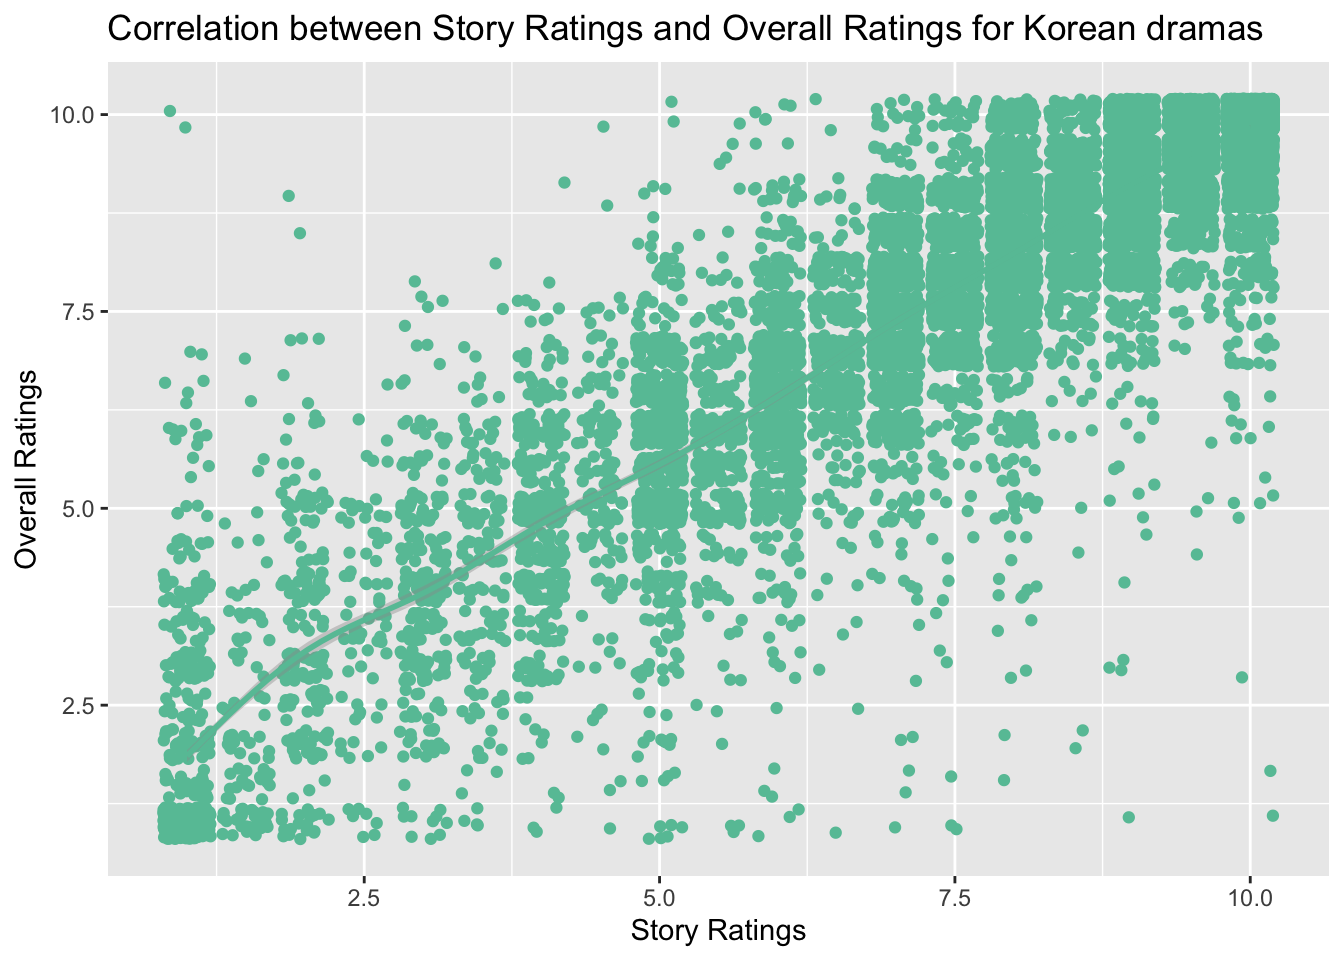 Correlation between Story Ratings and Overall Ratings for Korean dramas
10.0
7.5
5.0
2.5
Overall Ratings
2.5 5.0 7.5 10.0
Story Ratings